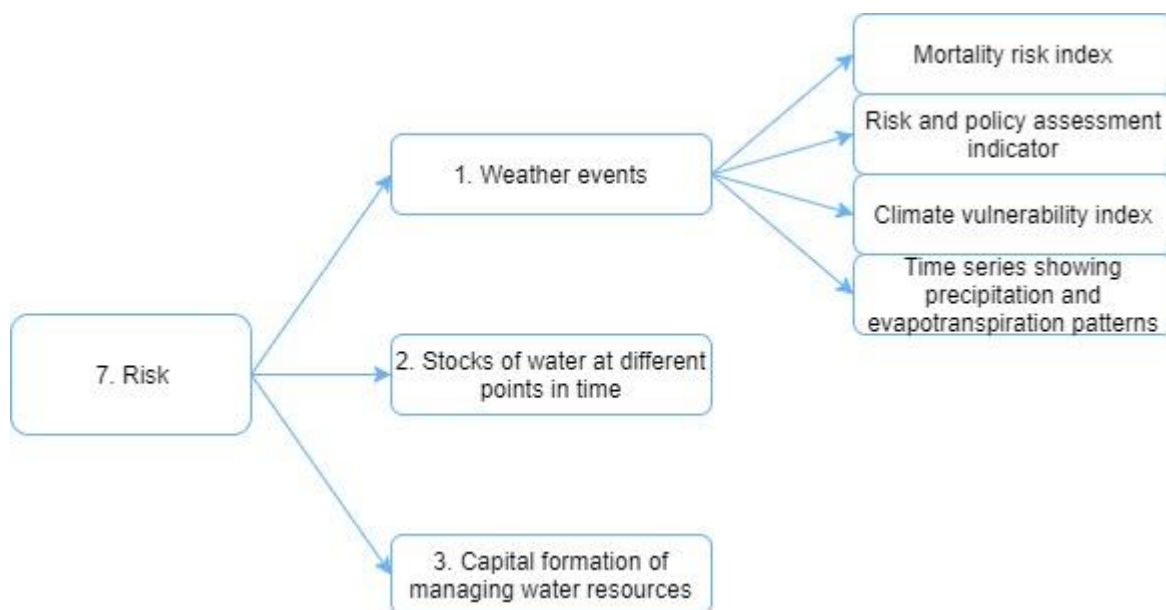 Mortality risk index
Risk and policy assessment
indicator
1. Weather events
Climate vulnerability index
Time series showing
precipitation and
evapotranspiration patterns
7. Risk
2. Stocks of water at different
points in time
3. Capital formation of
managing water resources